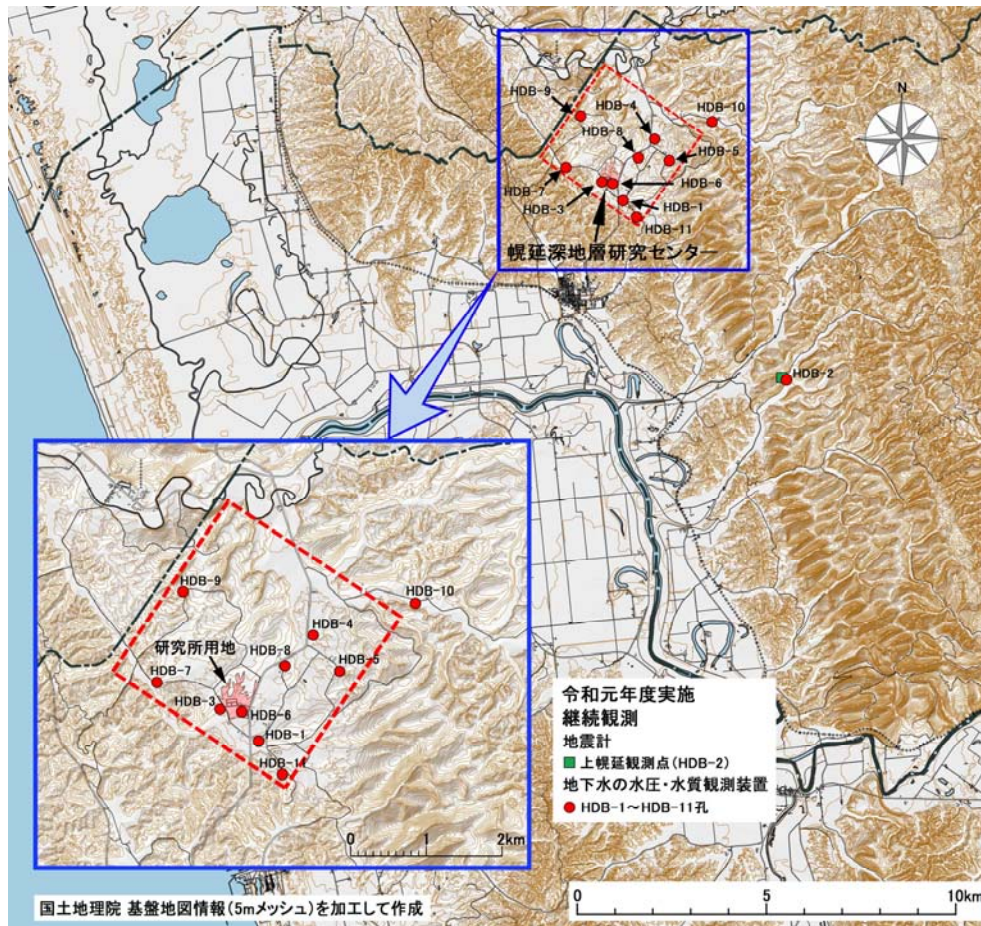 N
HDB-9
HDB-4
HDB-10
HDB-8
HDB-5
HDB-7
HDB-6
HDB-3
HDB-1
HDB-11
幌延深地層研究センター
HDB-2
HDB-9
HDB-10
HDB-4
研究所用地
HDB-8
HDB-5
HDB-7
HDB-3
HDB-6
HDB-1
HDB-11
0 1 2km
令和元年度実施
継続観測
地震計
上幌延観測点(HDB-2)
地下水の水圧・水質観測装置
HDB-1~HDB-11孔
国土地理院 基盤地図情報(5mメッシュ)を加工して作成
0 5 10km